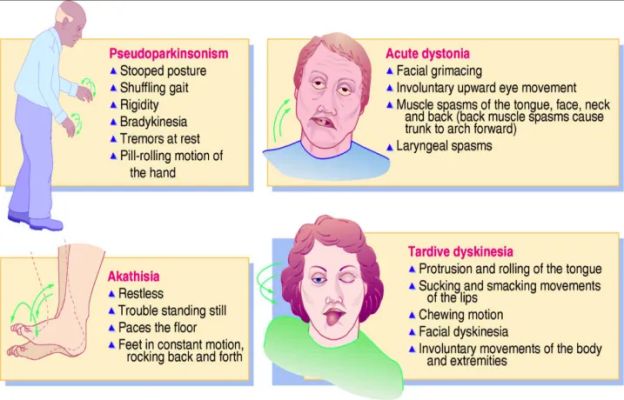 Pseudoparkinsonism
▲ Stooped posture
▲ Shuffling gait
▲ Rigidity
▲ Bradykinesia
▲ Tremors at rest
▲ Pill-rolling motion of
the hand
Acute dystonia
▲ Facial grimacing
▲ Involuntary upward eye movement
▲ Muscle spasms of the tongue, face, neck
and back (back muscle spasms cause
trunk to arch forward)
▲ Laryngeal spasms
Akathisia
▲ Restless
▲ Trouble standing still
▲ Paces the floor
▲ Feet in constant motion,
rocking back and forth
Tardive dyskinesia
▲ Protrusion and rolling of the tongue
▲ Sucking and smacking movements
of the lips
▲ Chewing motion
▲ Facial dyskinesia
▲ Involuntary movements of the body
and extremities